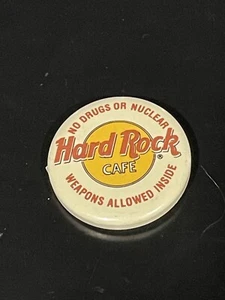 NO DRUGS OR NUCLEAR
Hard Rock
®
CAFE
WEAPONS ALLOWED INSIDE